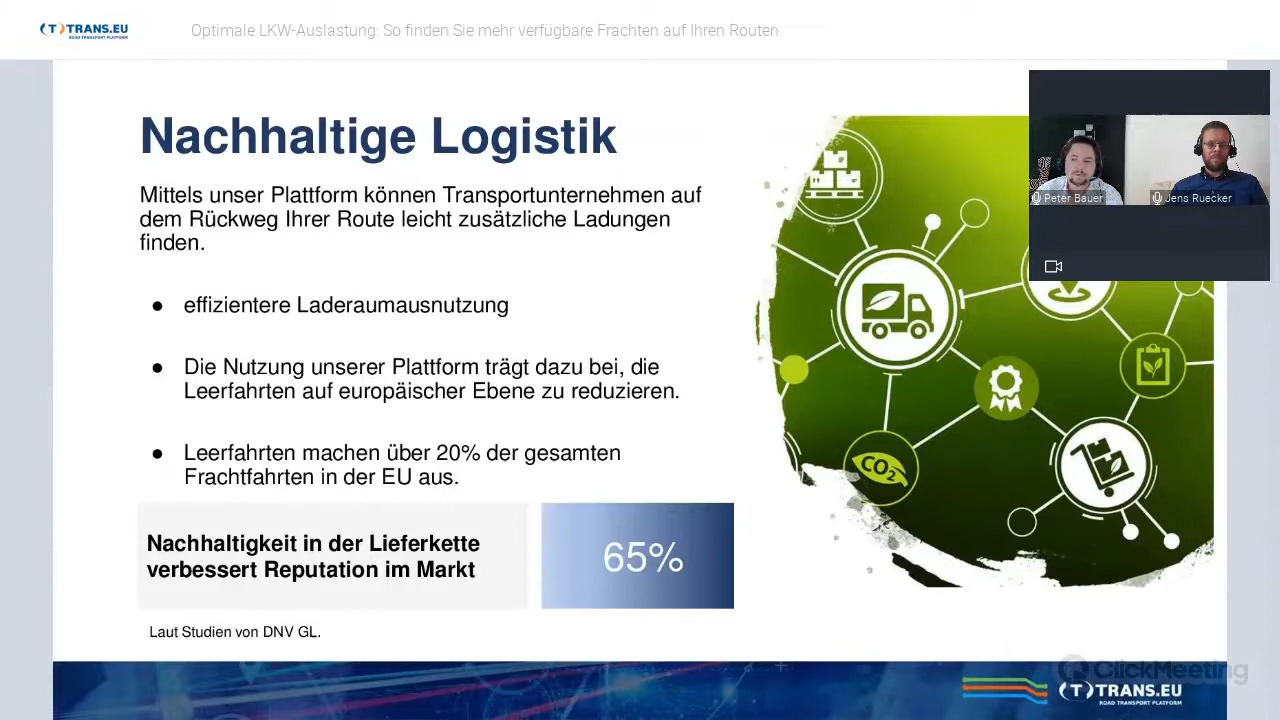 TRANS.EU
ROAD TRANSPORT PLATFORM
Optimale LKW-Auslastung: So finden Sie mehr verfügbare Frachten auf Ihren Routen.
Nachhaltige Logistik
Mittels unser Plattform können Transportunternehmen auf
dem Rückweg Ihrer Route leicht zusätzliche Ladungen
finden.
● effizientere Laderaumausnutzung
● Die Nutzung unserer Plattform trägt dazu bei, die
Leerfahrten auf europäischer Ebene zu reduzieren.
● Leerfahrten machen über 20% der gesamten
Frachtfahrten in der EU aus.
Nachhaltigkeit in der Lieferkette
verbessert Reputation im Markt
65%
Laut Studien von DNV GL.
Peter Bauer
Jens Ruecker
CO2
ClickMeeting
TRANS.EU
ROAD TRANSPORT PLATFORM